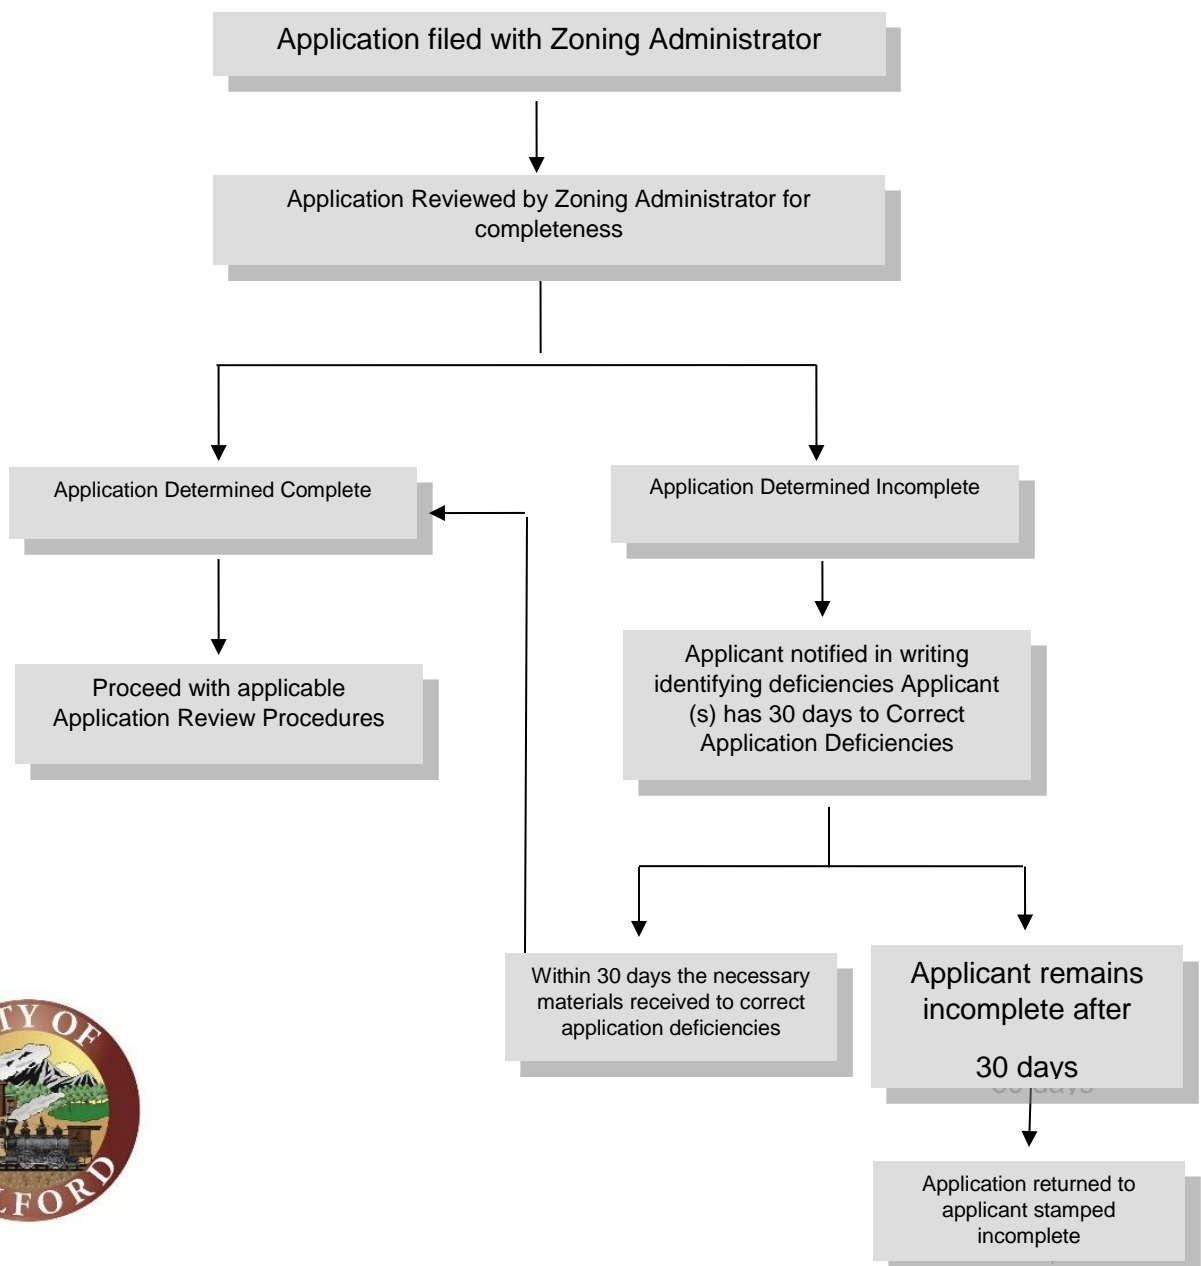 Application filed with Zoning Administrator
Application Reviewed by Zoning Administrator for
completeness
Application Determined Complete
Application Determined Incomplete
Proceed with applicable
Application Review Procedures
Applicant notified in writing
identifying deficiencies Applicant
(s) has 30 days to Correct
Application Deficiencies
Within 30 days the necessary
materials received to correct
application deficiencies
Applicant remains
incomplete after
30 days
Application returned to
applicant stamped
incomplete
TY OF
LFORD